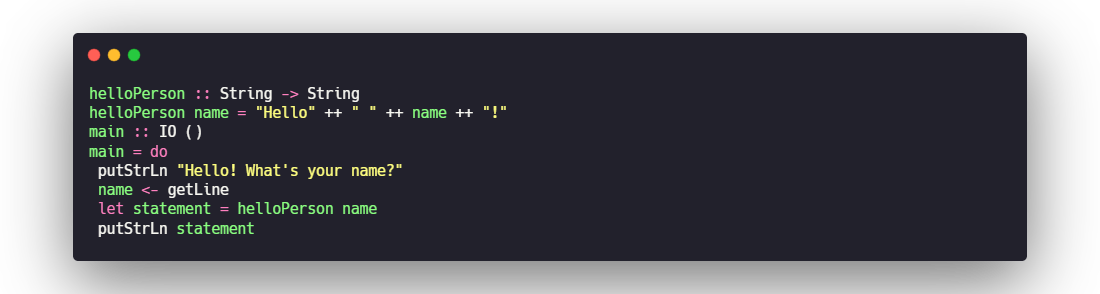 helloPerson :: String -> String
helloPerson name = "Hello" ++ " " ++ name ++ "!"
main :: IO ()
main = do
 putStrLn "Hello! What's your name?"
 name <- getLine
 let statement = helloPerson name
 putStrLn statement